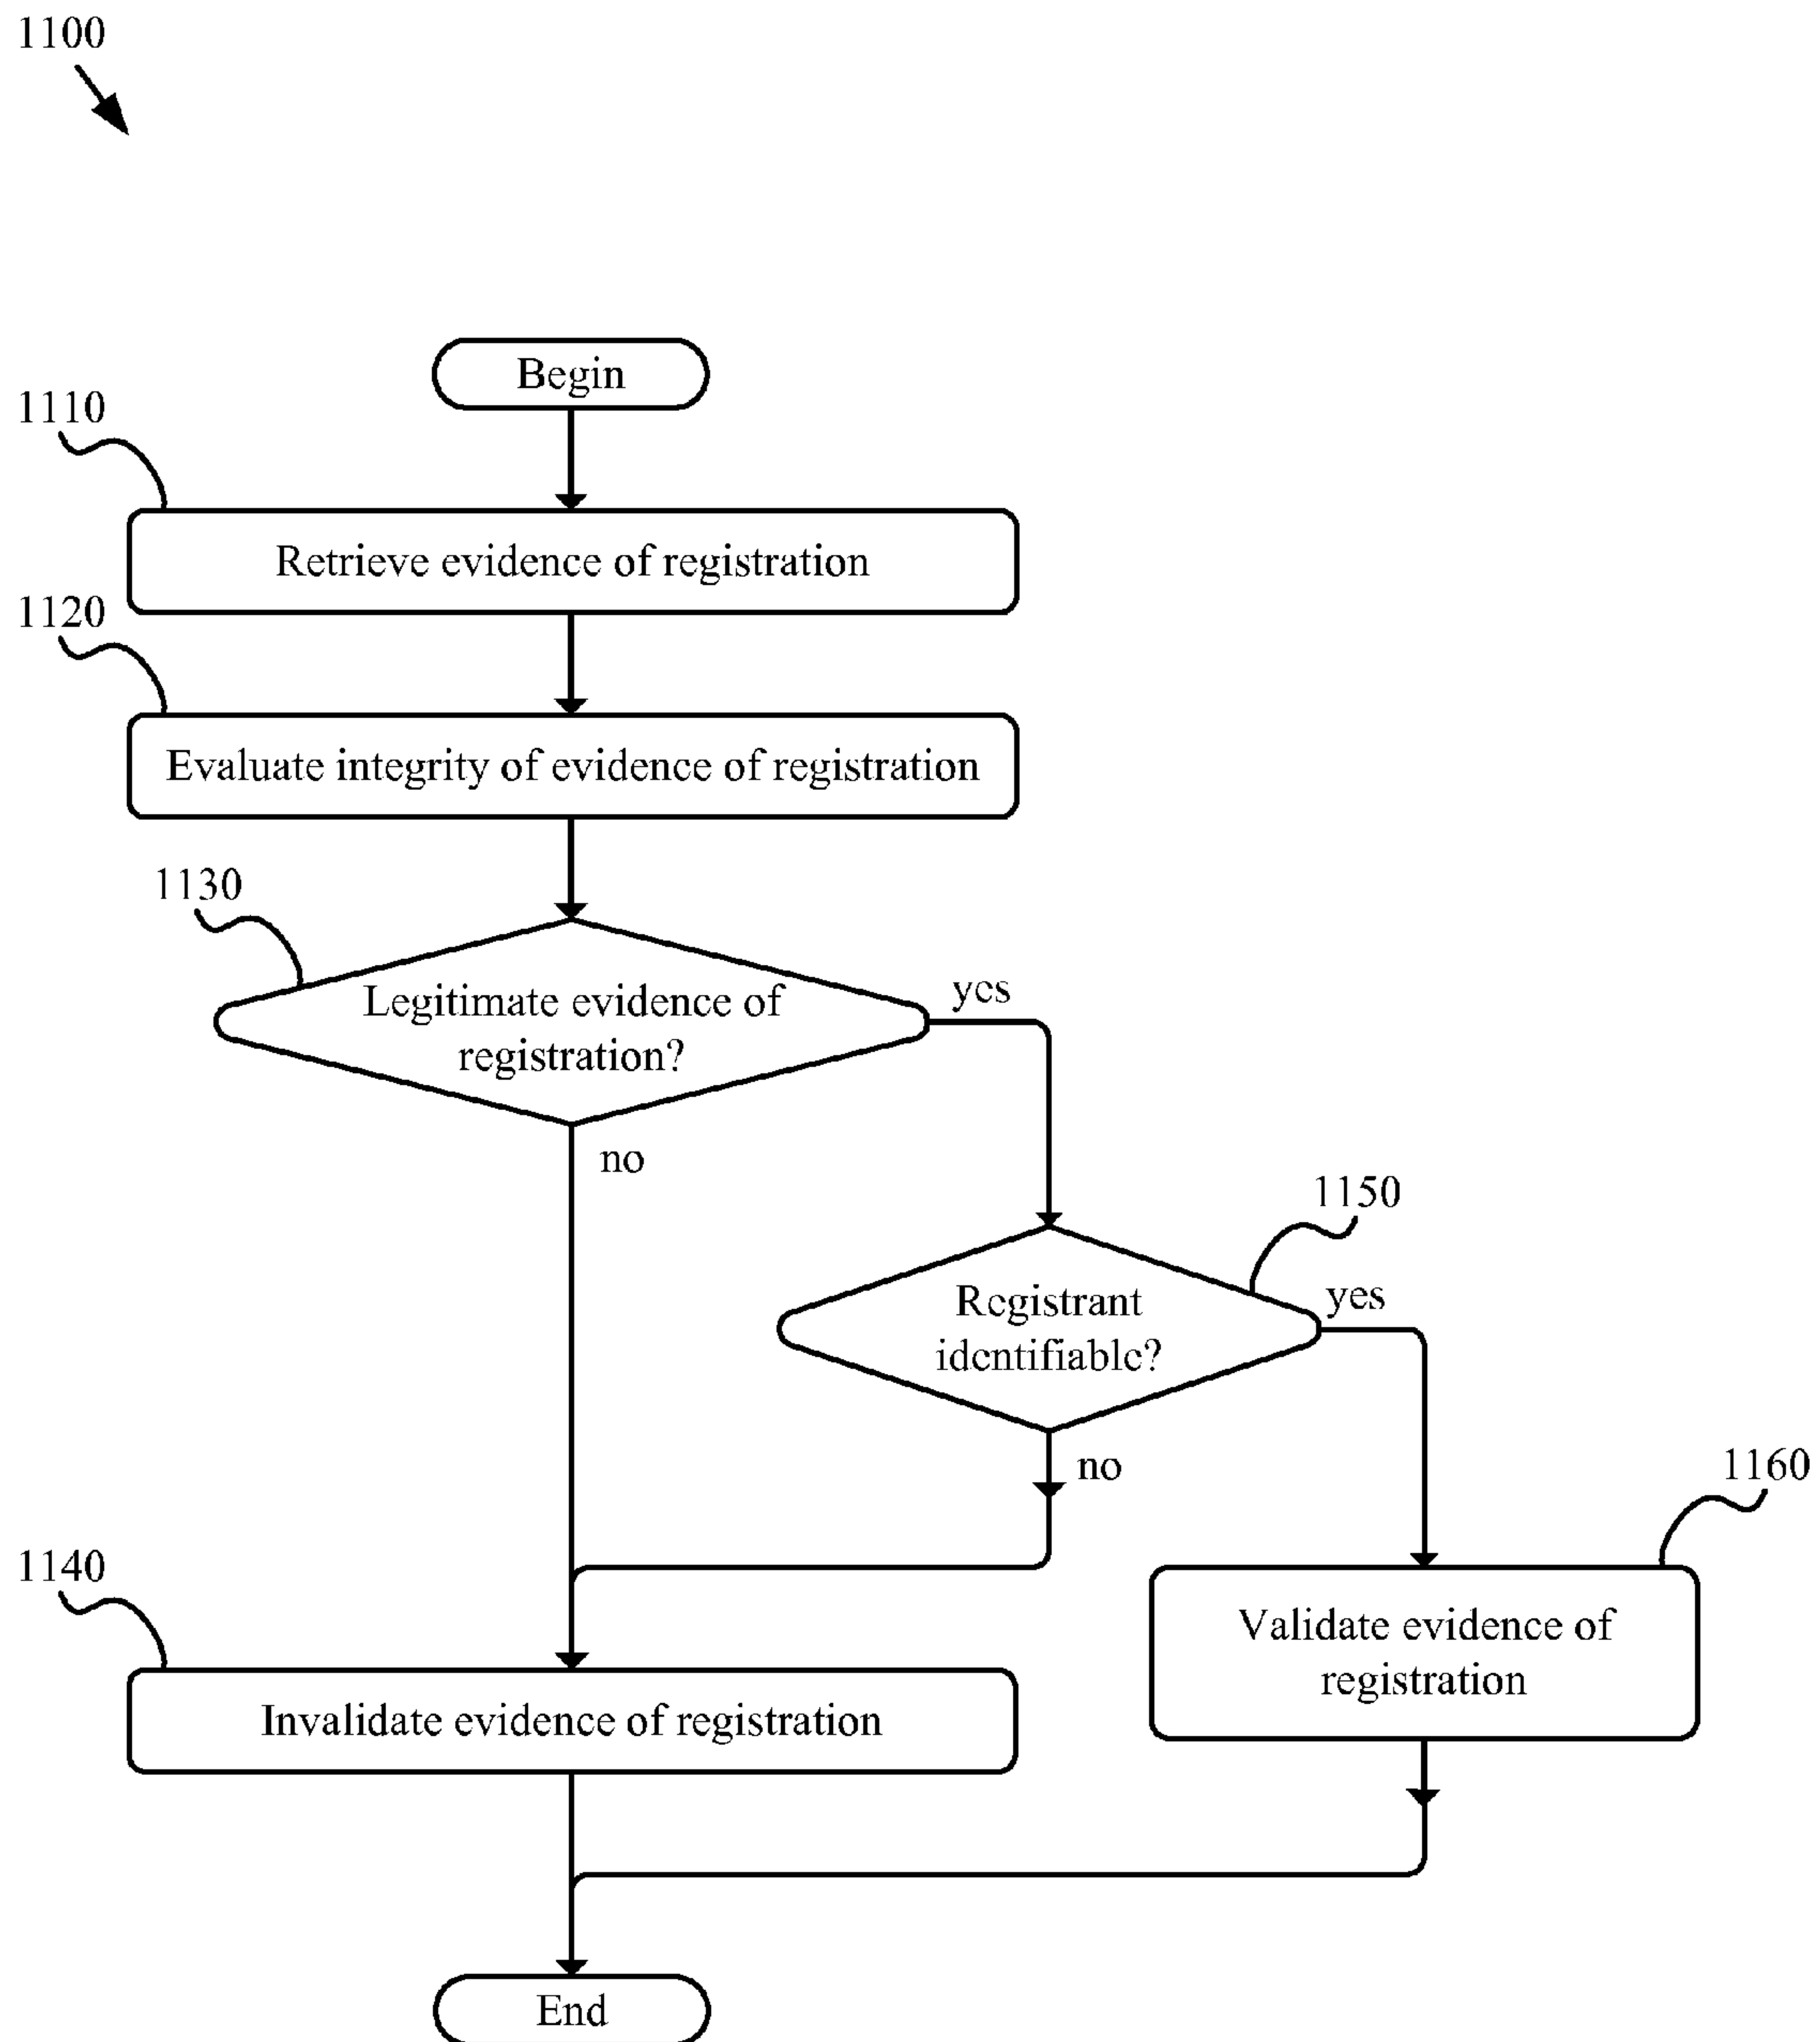 1100
Begin
1110
Retrieve evidence of registration
1120
Evaluate integrity of evidence of registration
1130
Legitimate evidence of
registration?
yes
no
1150
Registrant
identifiable?
yes
no
1160
Validate evidence of
registration
1140
Invalidate evidence of registration
End